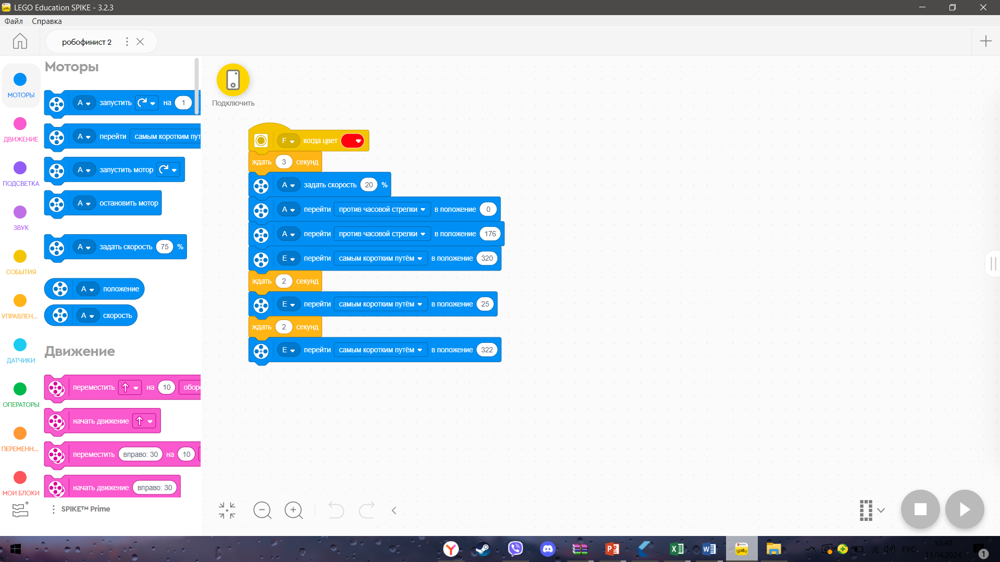 LEGO Education SPIKE - 3.2.3
Файл Справка
робофинист 2
Моторы
МОТОРЫ
ДВИЖЕНИЕ
ПОДСВЕТКА
ЗВУК
СОБЫТИЯ
УПРАВЛЕН...
ДАТЧИКИ
ОПЕРАТОРЫ
ПЕРЕМЕНН...
МОИ БЛОКИ
A запустить на 1
A перейти самым коротким пут
A запустить мотор
A остановить мотор
A задать скорость 75 %
A положение
A скорость
Движение
переместить на 10 оборо
начать движение
переместить вправо: 30 на 10
начать движение вправо: 30
SPIKE™ Prime
Подключить
F когда цвет
ждать 3 секунд
A задать скорость 20 %
A перейти против часовой стрелки в положение 0
A перейти против часовой стрелки в положение 176
E перейти самым коротким путём в положение 320
ждать 2 секунд
E перейти самым коротким путём в положение 25
ждать 2 секунд
E перейти самым коротким путём в положение 322
РУС
10:40
11.04.2024
1